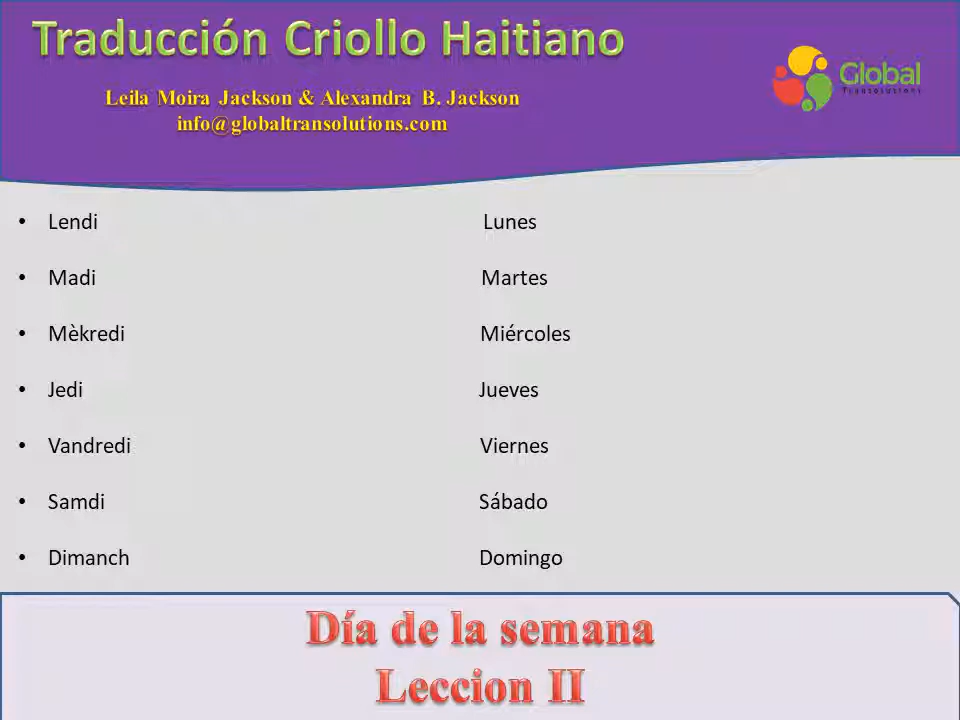 Traducción Criollo Haitiano
Leila Moira Jackson & Alexandra B. Jackson
info@globaltransolutions.com
Global
Transolutions
• Lendi Lunes
• Madi Martes
• Mèkredi Miércoles
• Jedi Jueves
• Vandredi Viernes
• Samdi Sábado
• Dimanch Domingo
Día de la semana
Leccion II